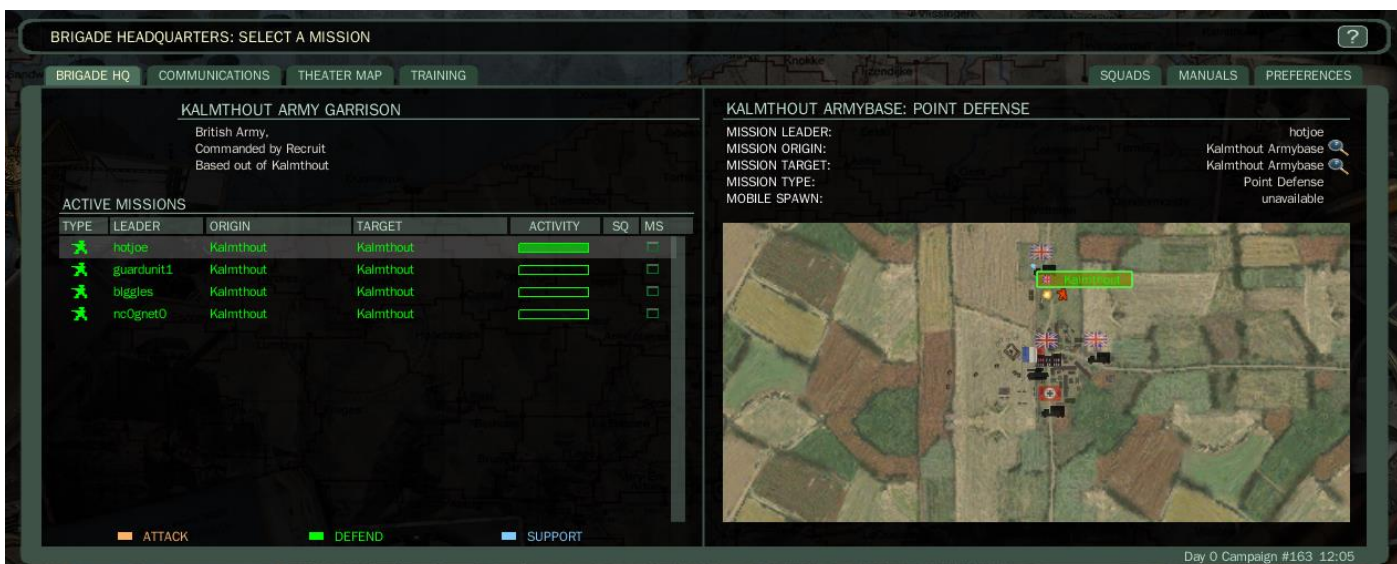 BRIGADE HEADQUARTERS: SELECT A MISSION
?
BRIGADE HQ COMMUNICATIONS THEATER MAP TRAINING SQUADS MANUALS PREFERENCES
KALMTHOUT ARMY GARRISON
British Army,
Commanded by Recruit
Based out of Kalmthout
ACTIVE MISSIONS
TYPE LEADER ORIGIN TARGET ACTIVITY SQ MS
hotjoe Kalmthout Kalmthout
guardunit1 Kalmthout Kalmthout
biggles Kalmthout Kalmthout
nc0gnet0 Kalmthout Kalmthout
ATTACK DEFEND SUPPORT
KALMTHOUT ARMYBASE: POINT DEFENSE
MISSION LEADER: hotjoe
MISSION ORIGIN: Kalmthout Armybase
MISSION TARGET: Kalmthout Armybase
MISSION TYPE: Point Defense
MOBILE SPAWN: unavailable
Kalmthout
Day 0 Campaign #163 12:05